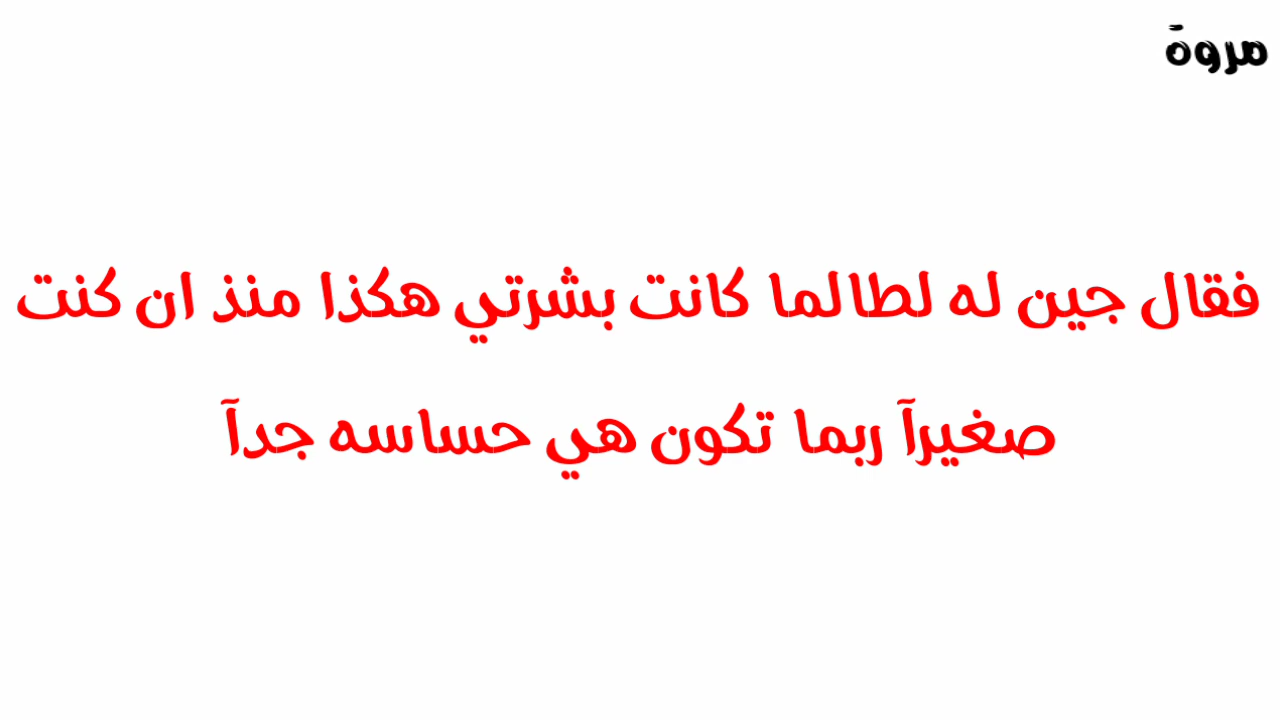 مروة
فقال جين له لطالما كانت بشرتي هكذا منذ ان كنت
صغيرآ ربما تكون هي حساسه جدآ